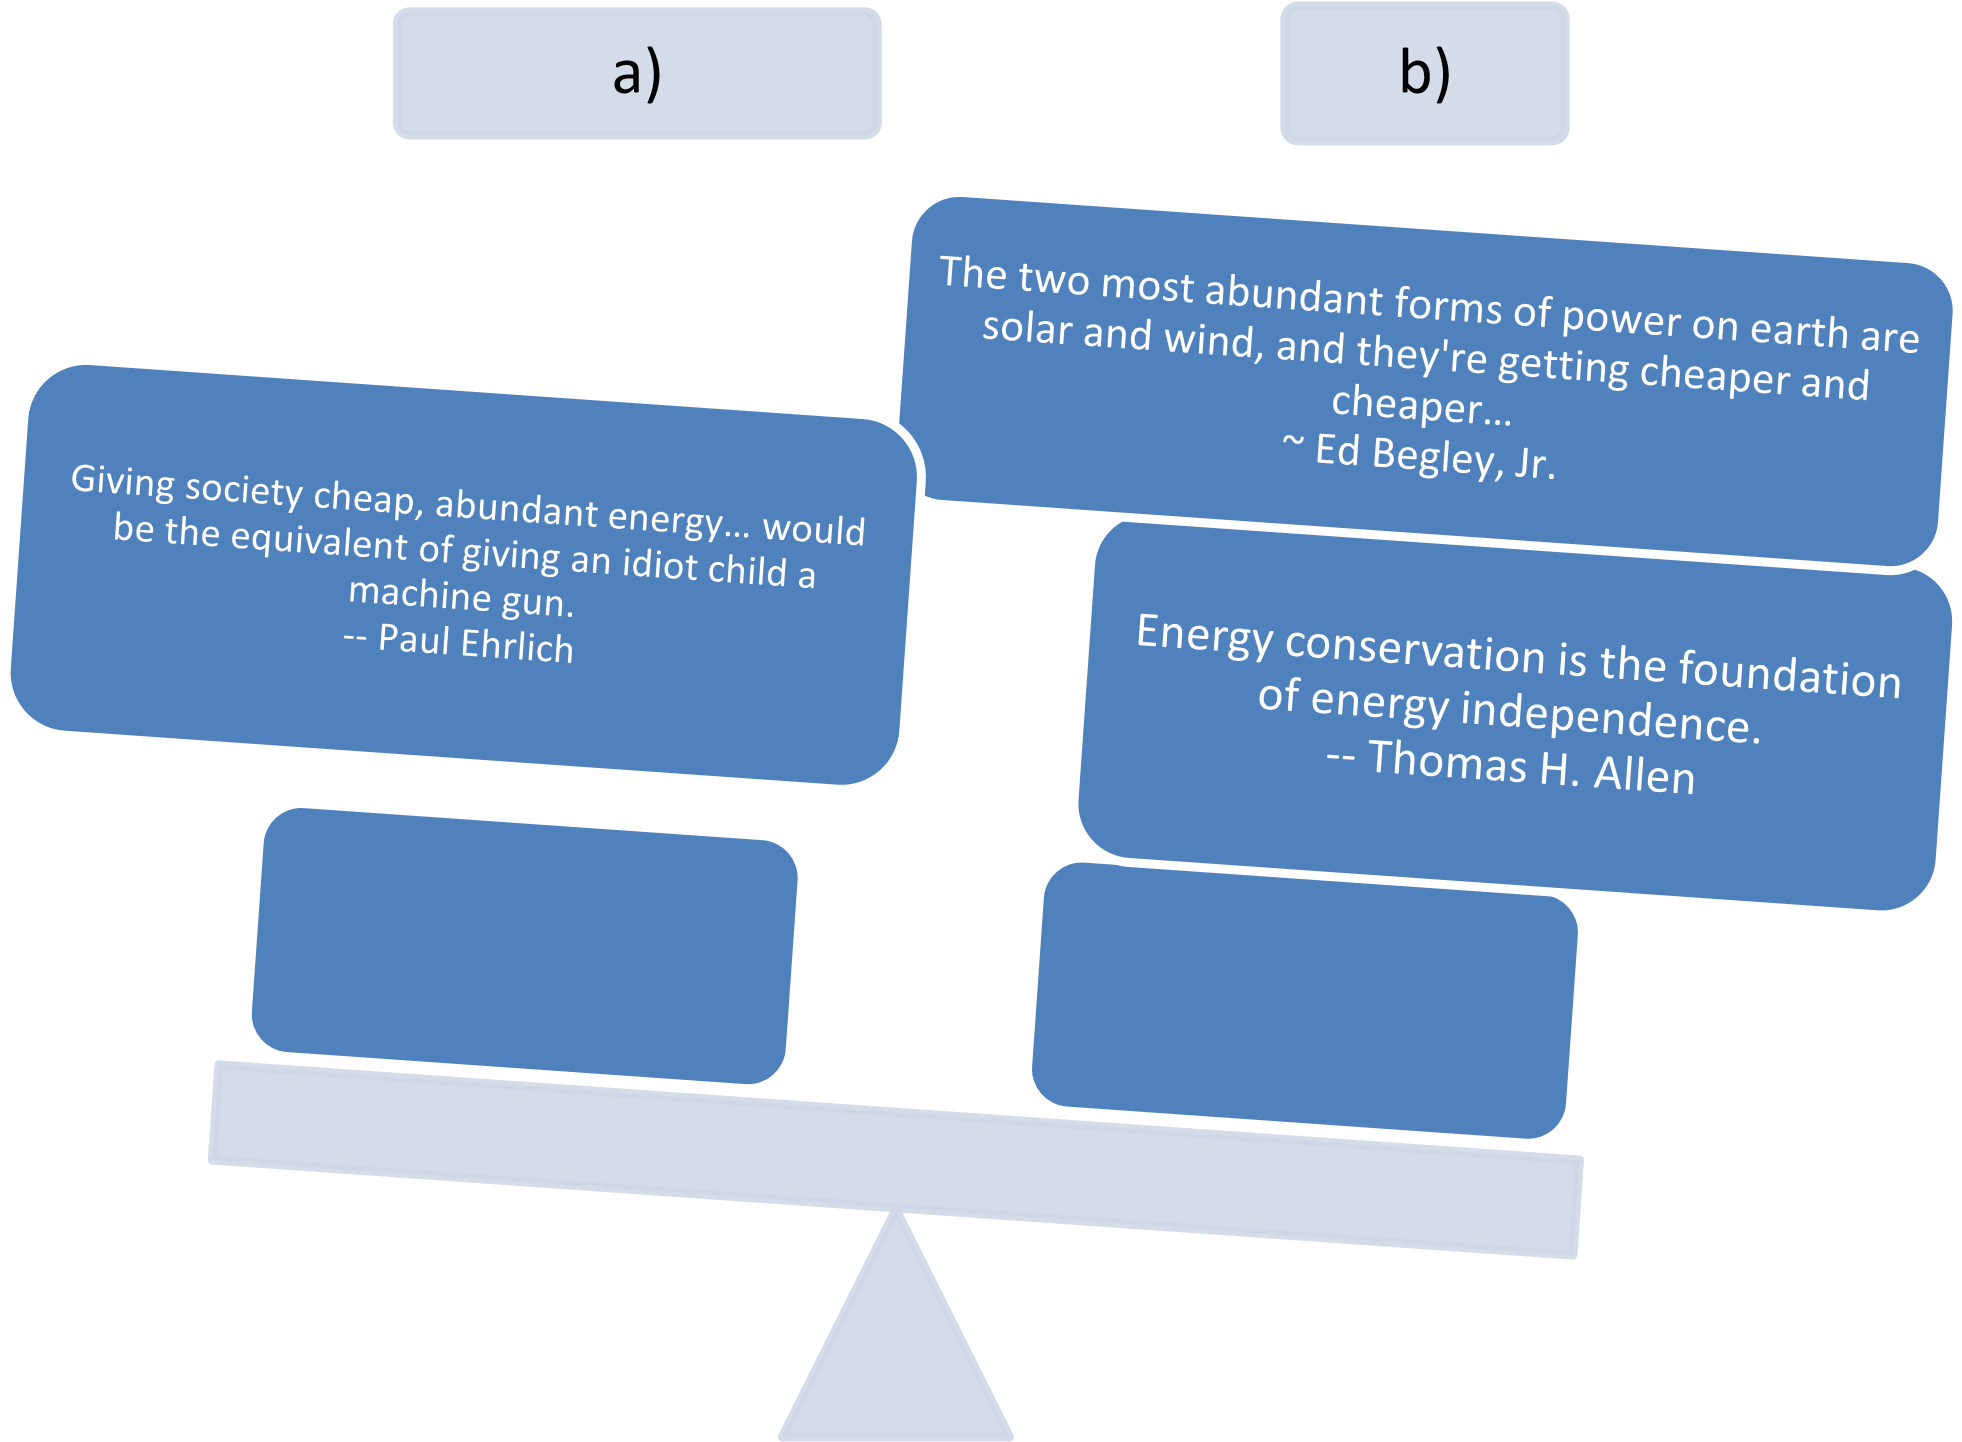 a)
b)
Giving society cheap, abundant energy... would
be the equivalent of giving an idiot child a
machine gun.
-- Paul Ehrlich
The two most abundant forms of power on earth are
solar and wind, and they're getting cheaper and
cheaper...
~ Ed Begley, Jr.
Energy conservation is the foundation
of energy independence.
-- Thomas H. Allen